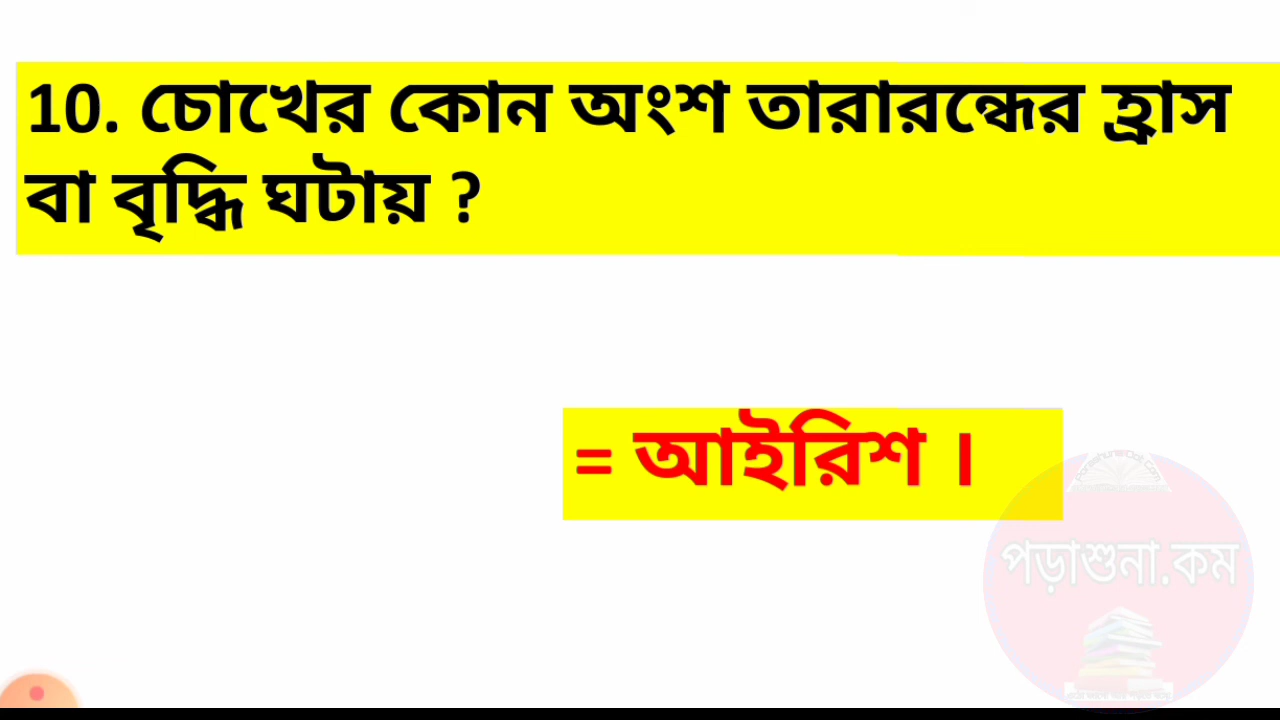 10. চোখের কোন অংশ তারারন্ধের হ্রাস
বা বৃদ্ধি ঘটায় ?
= আইরিশ ।
পড়াশুনা.কম